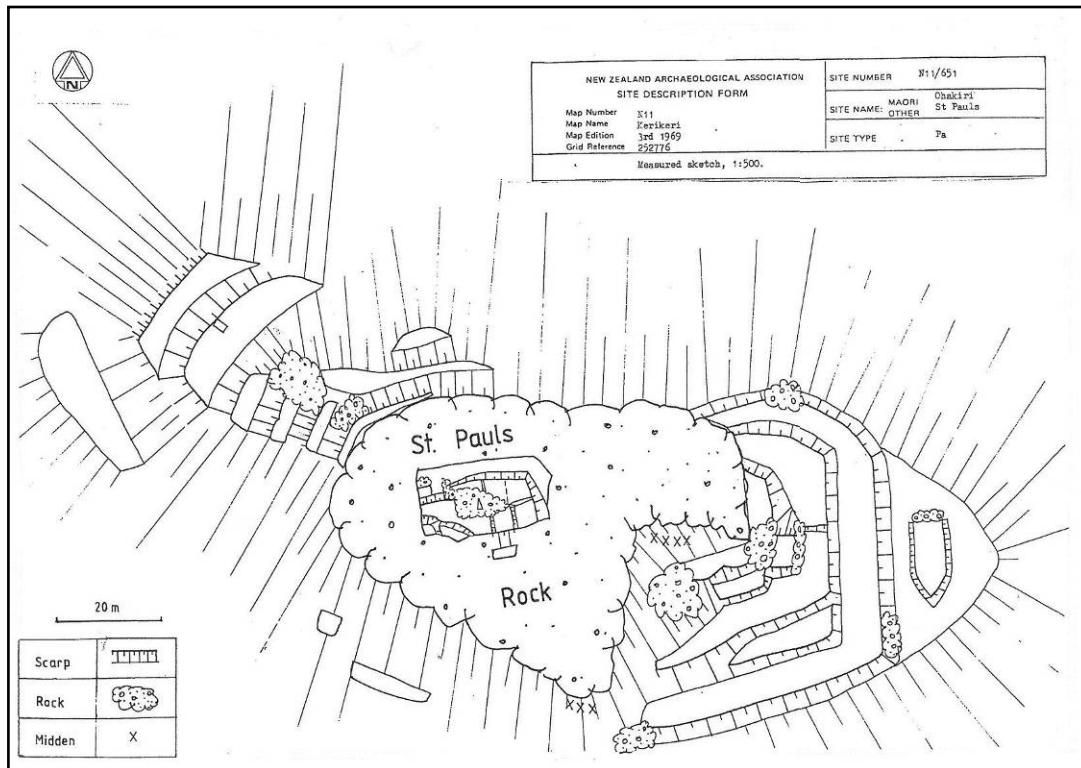 N
NEW ZEALAND ARCHAEOLOGICAL ASSOCIATION
SITE DESCRIPTION FORM
Map Number N11
Map Name Kerikeri
Map Edition 3rd 1969
Grid Reference 252776
SITE NUMBER N11/651
SITE NAME: MAORI Ohakiri
OTHER St Pauls
SITE TYPE Pa
Measured sketch, 1:500.
St. Pauls
Rock
X X X X
X X X
20 m
Scarp
Rock
Midden X